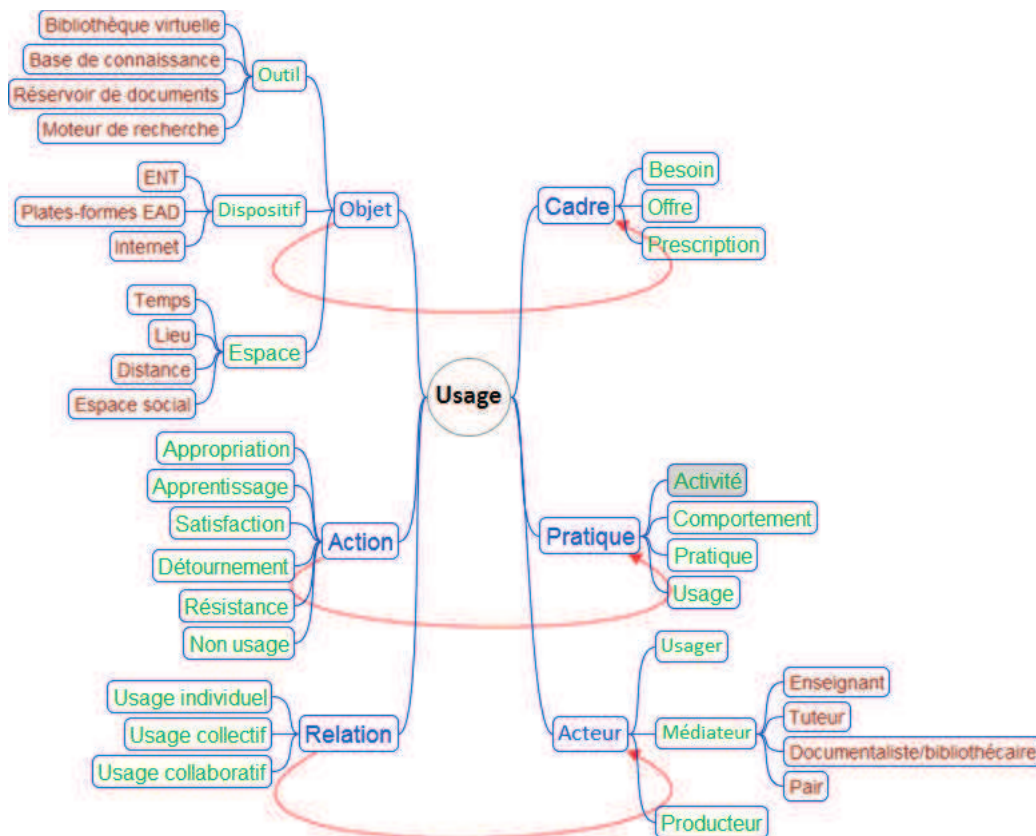 Bibliothèque virtuelle
Base de connaissance
Réservoir de documents
Moteur de recherche
Outil
ENT
Plates-formes EAD
Internet
Dispositif
Objet
Temps
Lieu
Distance
Espace social
Espace
Appropriation
Apprentissage
Satisfaction
Détournement
Résistance
Non usage
Action
Usage individuel
Usage collectif
Usage collaboratif
Relation
Usage
Cadre
Besoin
Offre
Prescription
Pratique
Activité
Comportement
Pratique
Usage
Acteur
Usager
Médiateur
Enseignant
Tuteur
Documentaliste/bibliothécaire
Pair
Producteur